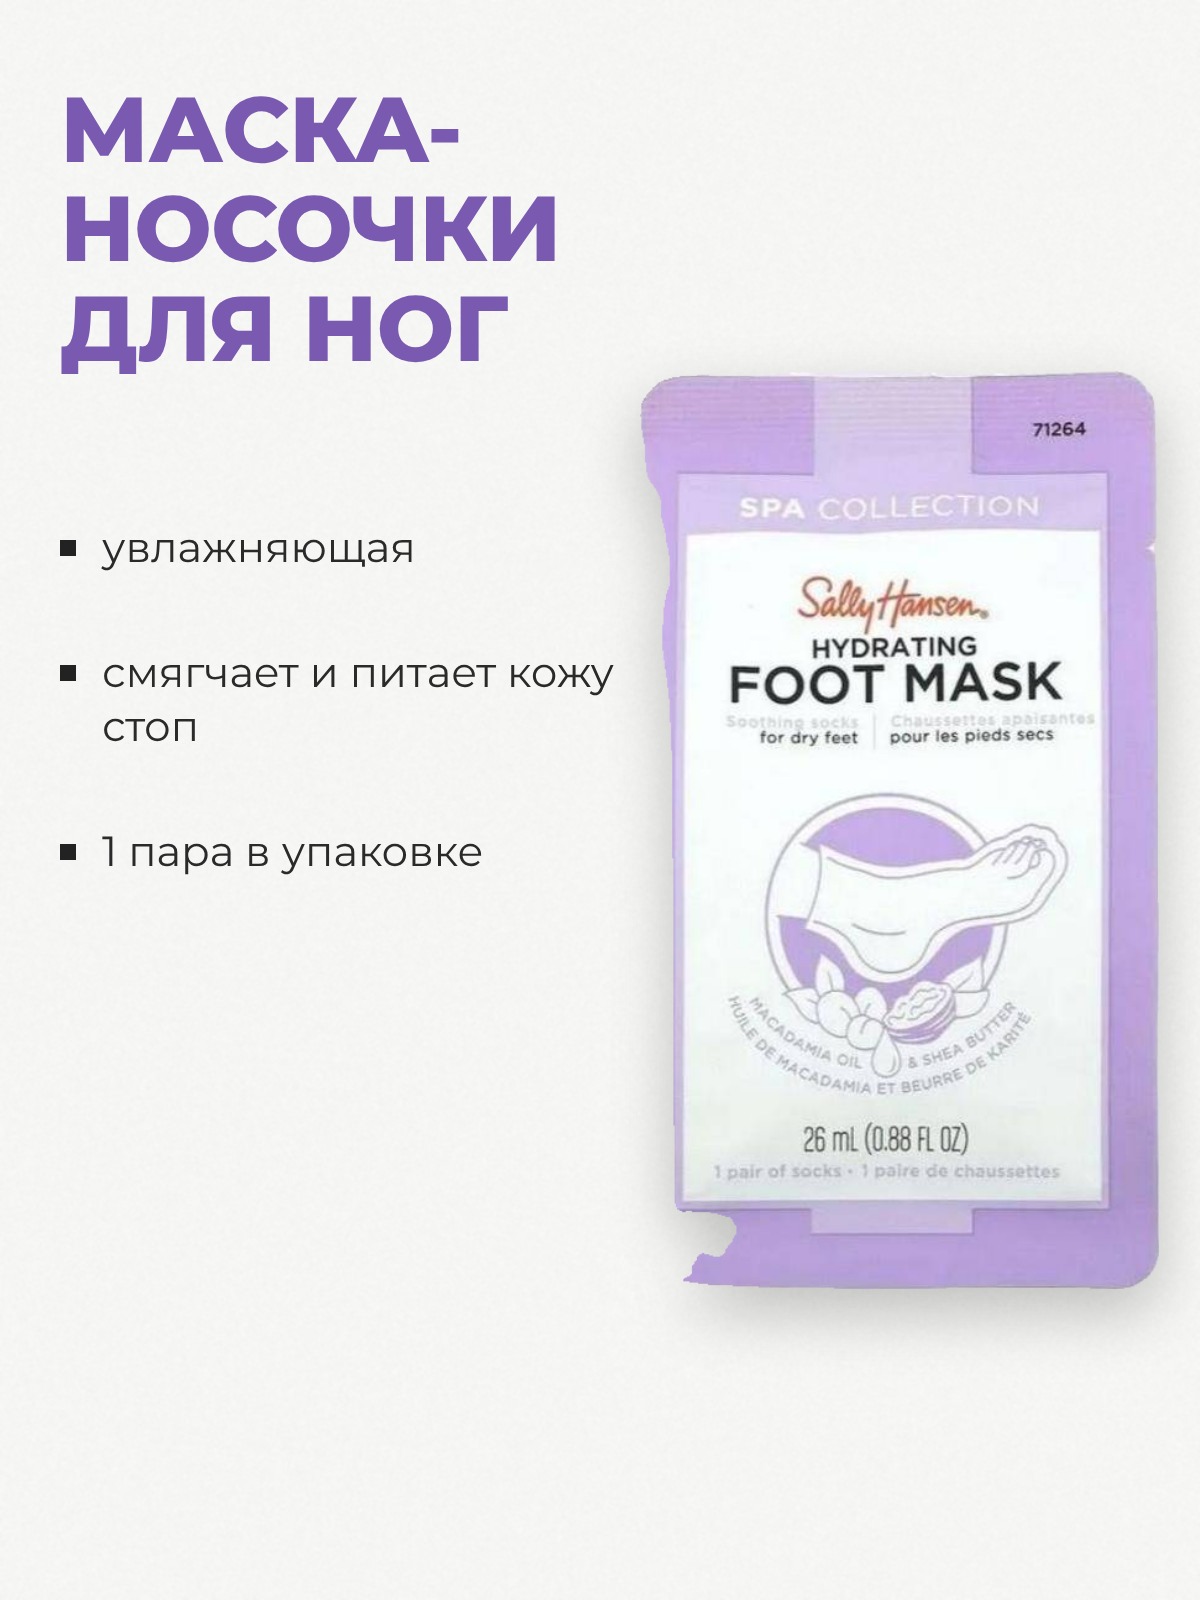 МАСКА-
НОСОЧКИ
ДЛЯ НОГ
увлажняющая
смягчает и питает кожу
стоп
1 пара в упаковке
71264
SPA COLLECTION
Sally Hansen®
HYDRATING
FOOT MASK
Soothing socks
for dry feet
Chaussettes apaisantes
pour les pieds secs
MACADAMIA OIL & SHEA BUTTER
HUILE DE MACADAMIA ET BEURRE DE KARITÉ
26 mL (0.88 FL OZ)
1 pair of socks • 1 paire de chaussettes